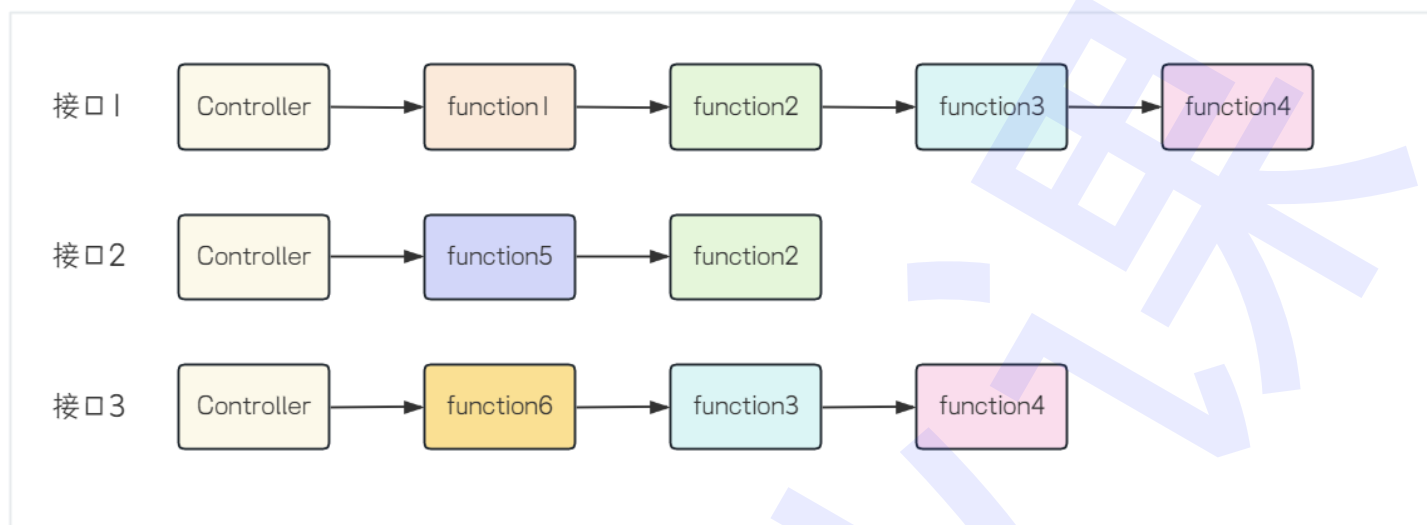 接口1 Controller function1 function2 function3 function4
接口2 Controller function5 function2
接口3 Controller function6 function3 function4